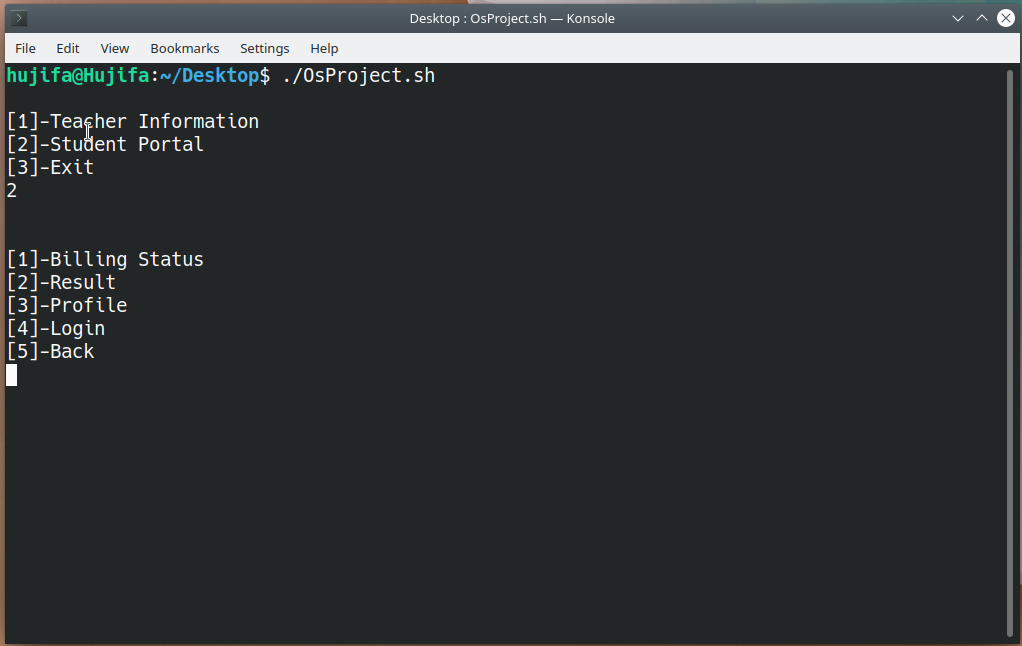 Desktop : OsProject.sh — Konsole
File Edit View Bookmarks Settings Help
hujifa@Hujifa:~/Desktop$ ./OsProject.sh
[1]-Teacher Information
[2]-Student Portal
[3]-Exit
2
[1]-Billing Status
[2]-Result
[3]-Profile
[4]-Login
[5]-Back